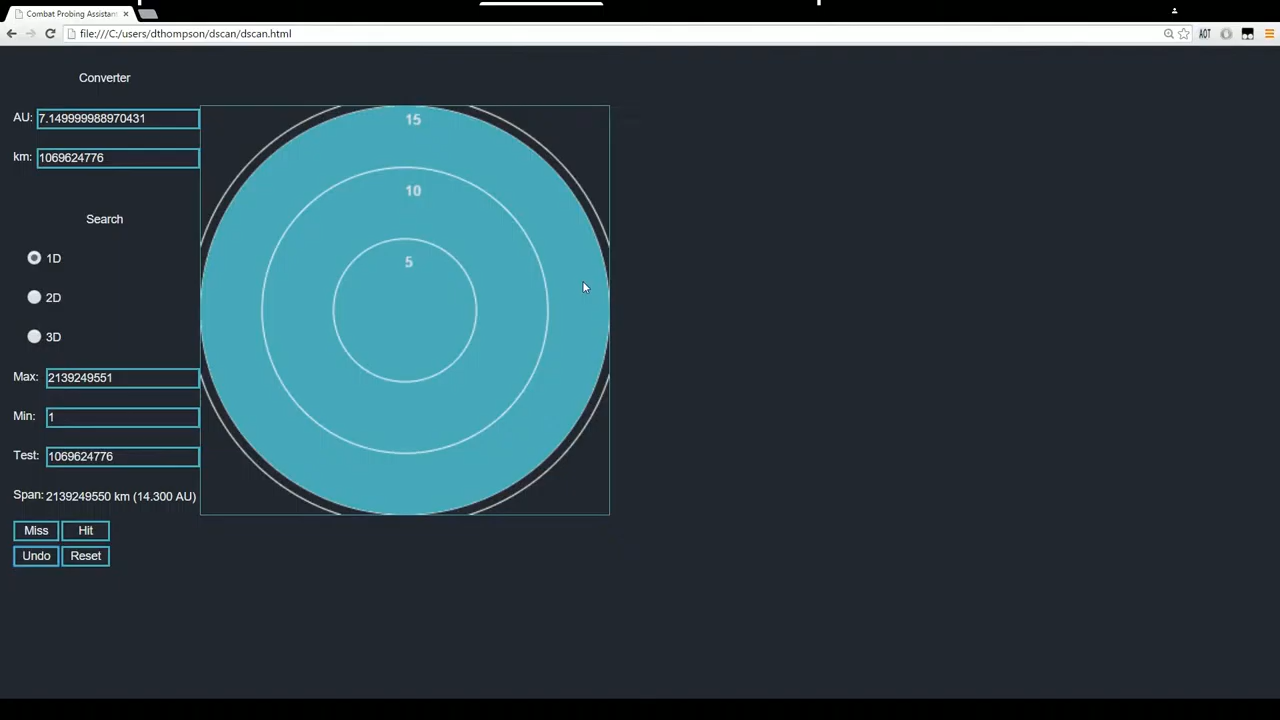 Combat Probing Assistan
file:///C:/users/dthompson/dscan/dscan.html
AOT
Converter
AU: 7.149999988970431
km: 1069624776
Search
1D
2D
3D
Max: 2139249551
Min: 1
Test: 1069624776
Span: 2139249550 km (14.300 AU)
Miss Hit
Undo Reset
15
10
5